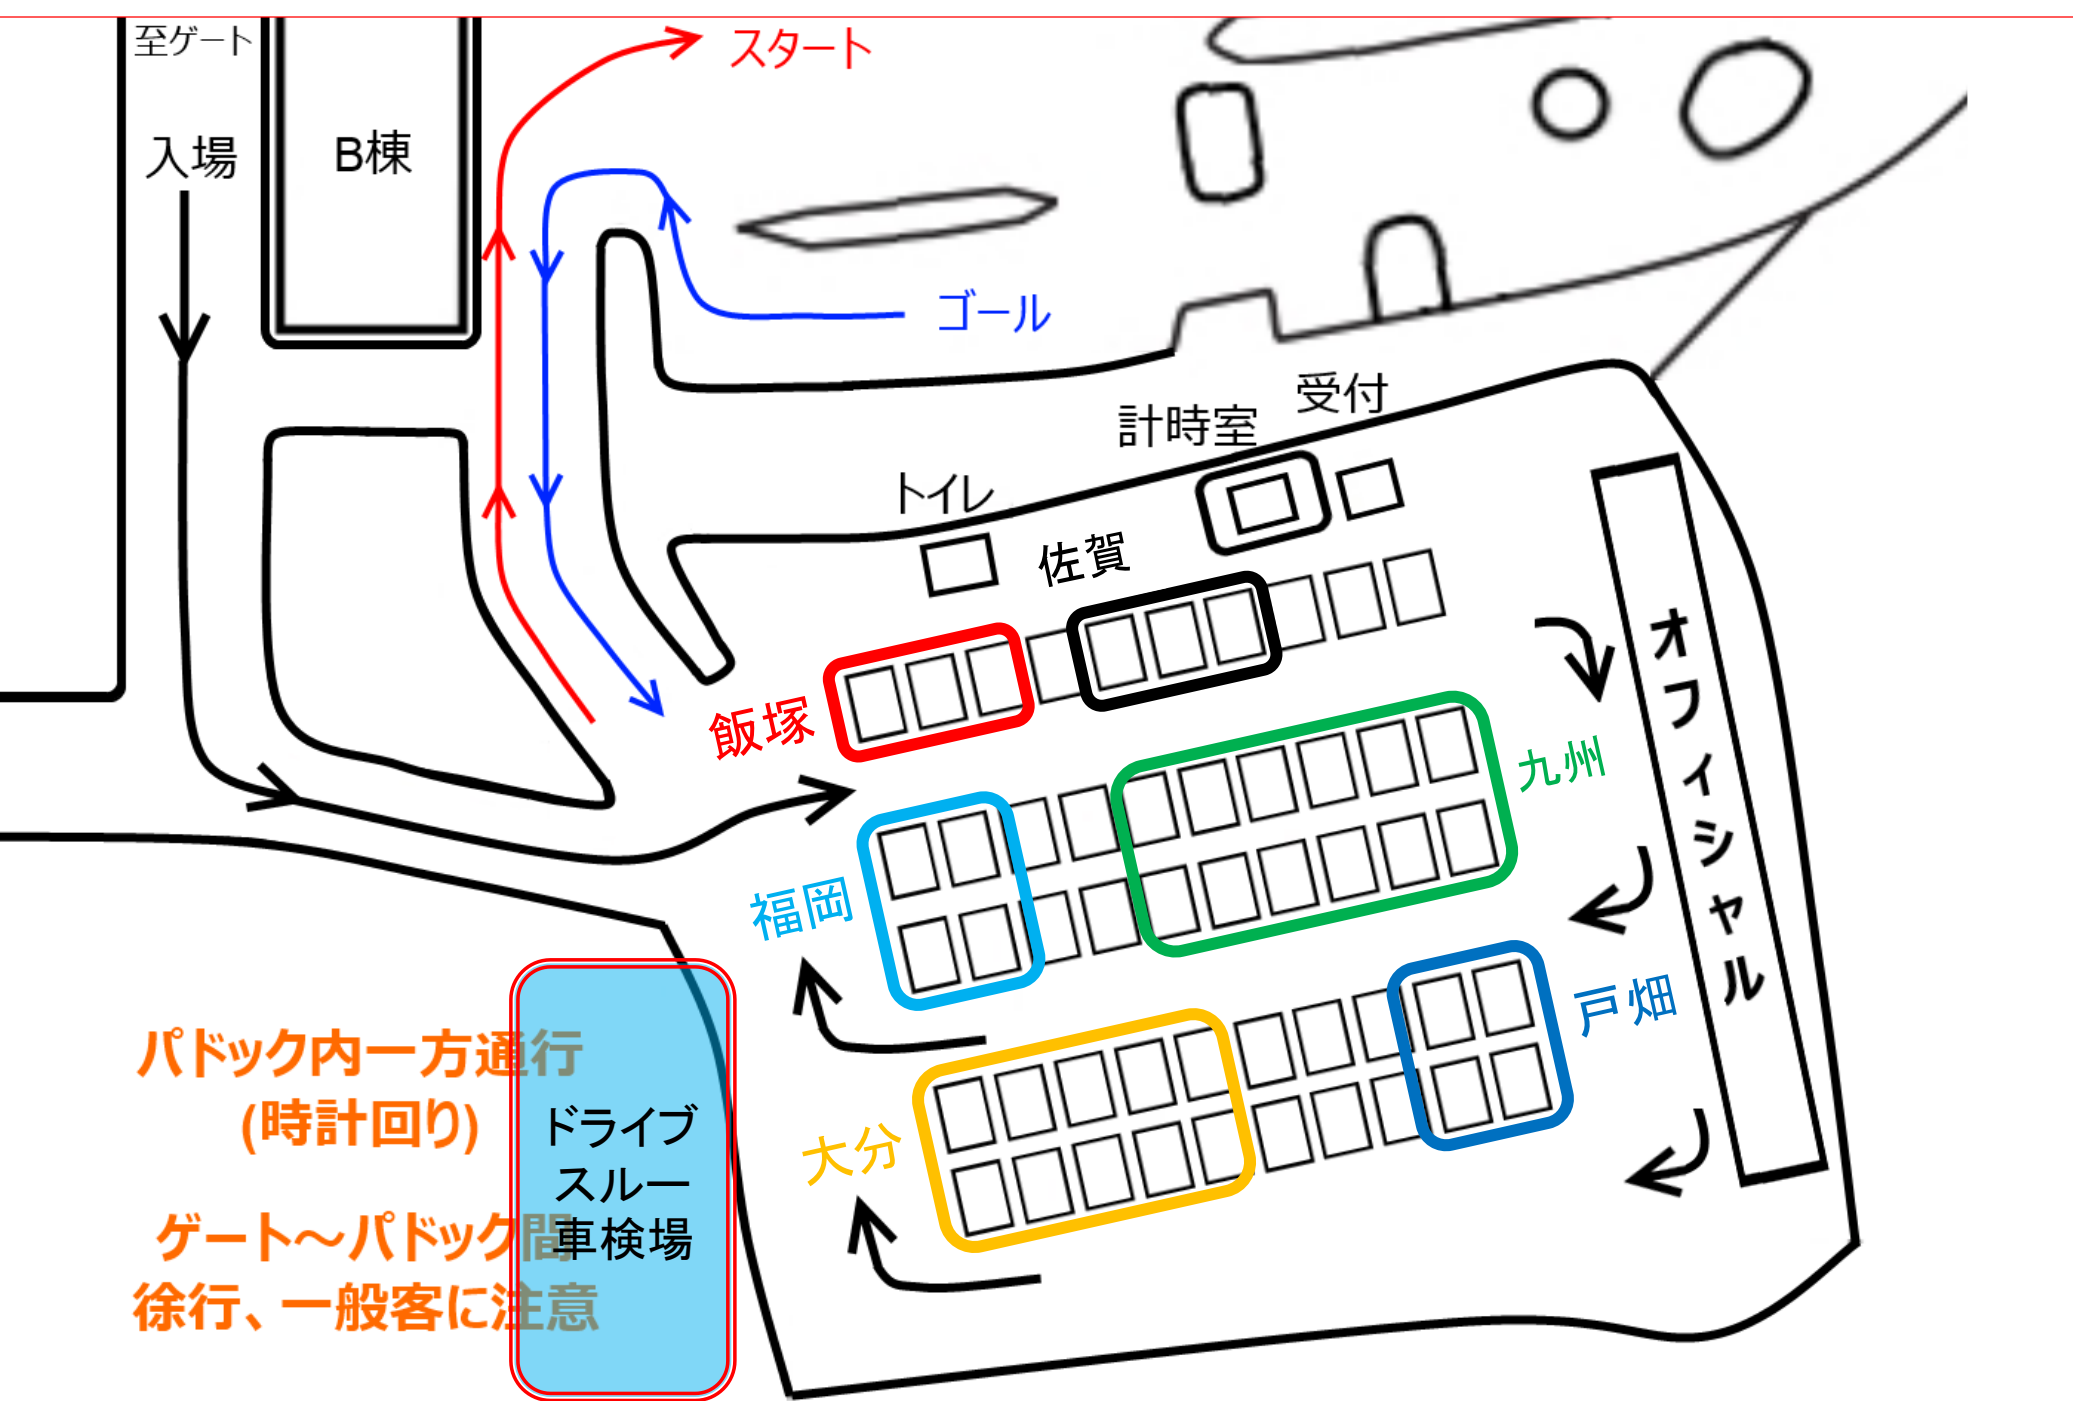 至ゲート
スタート
入場
B棟
ゴール
受付
計時室
トイレ
佐賀
オフィシャル
飯塚
九州
福岡
戸畑
パドック内一方通行
(時計回り)
大分
ドライブ
スルー
車検場
ゲート～パドック間
徐行、一般客に注意